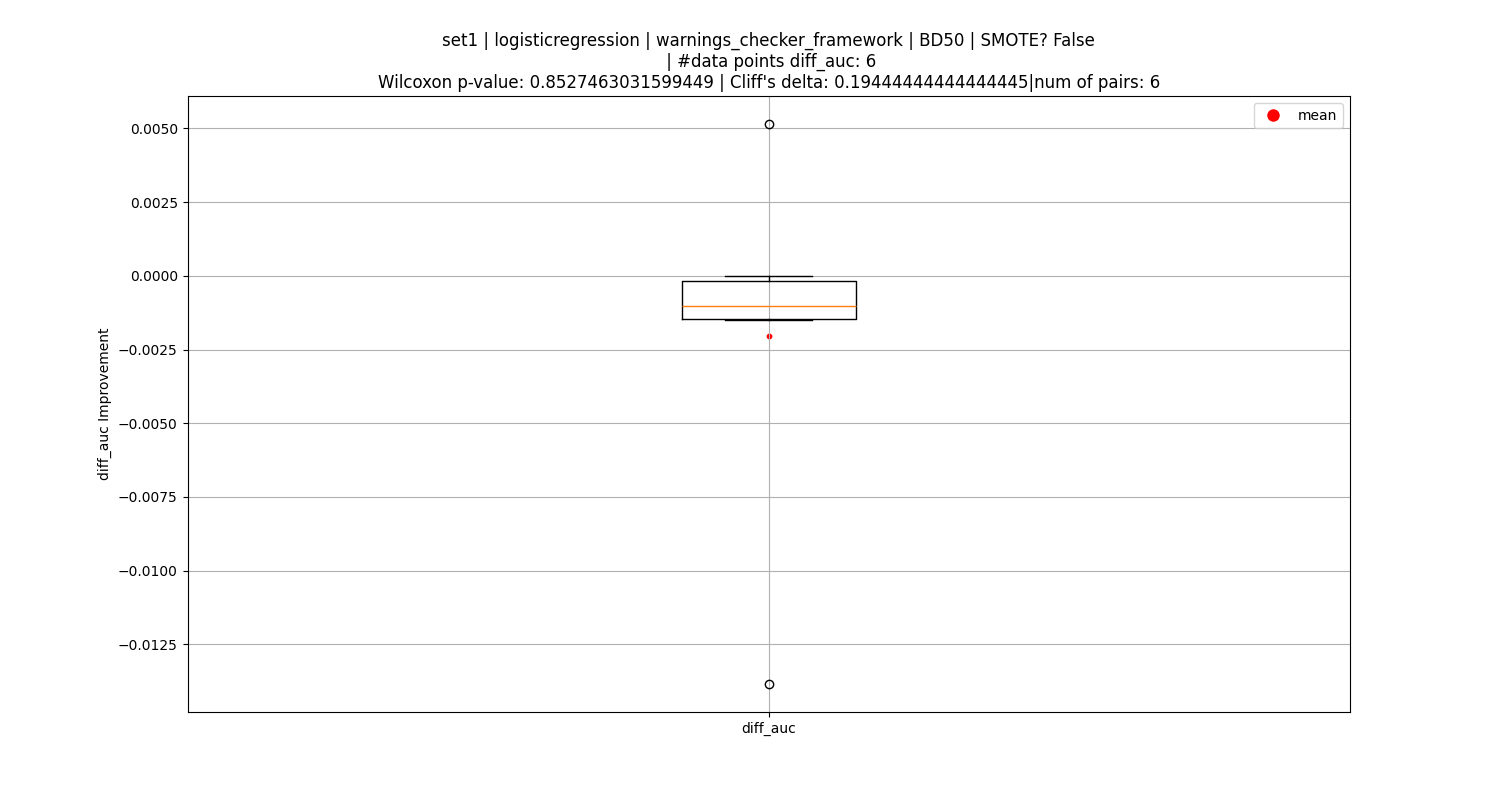 set1 | logisticregression | warnings_checker_framework | BD50 | SMOTE? False
| #data points diff_auc: 6
Wilcoxon p-value: 0.8527463031599449 | Cliff's delta: 0.19444444444444445|num of pairs: 6
mean
0.0050
0.0025
0.0000
−0.0025
−0.0050
−0.0075
−0.0100
−0.0125
diff_auc Improvement
diff_auc